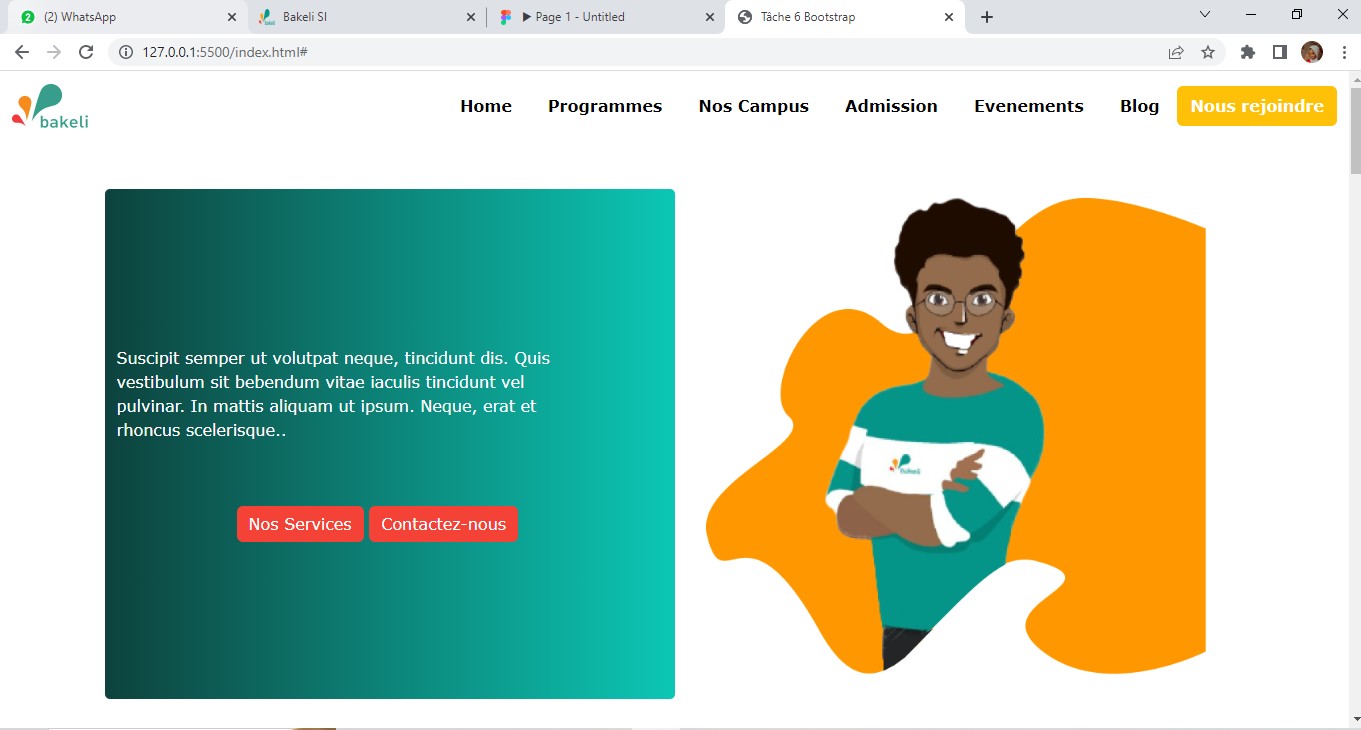 2
(2) WhatsApp
Bakeli SI
Page 1 - Untitled
Tâche 6 Bootstrap
127.0.0.1:5500/index.html#
bakeli
Home
Programmes
Nos Campus
Admission
Evenements
Blog
Nous rejoindre
Suscipit semper ut volutpat neque, tincidunt dis. Quis
vestibulum sit bebendum vitae iaculis tincidunt vel
pulvinar. In mattis aliquam ut ipsum. Neque, erat et
rhoncus scelerisque..
Nos Services
Contactez-nous
bakeli